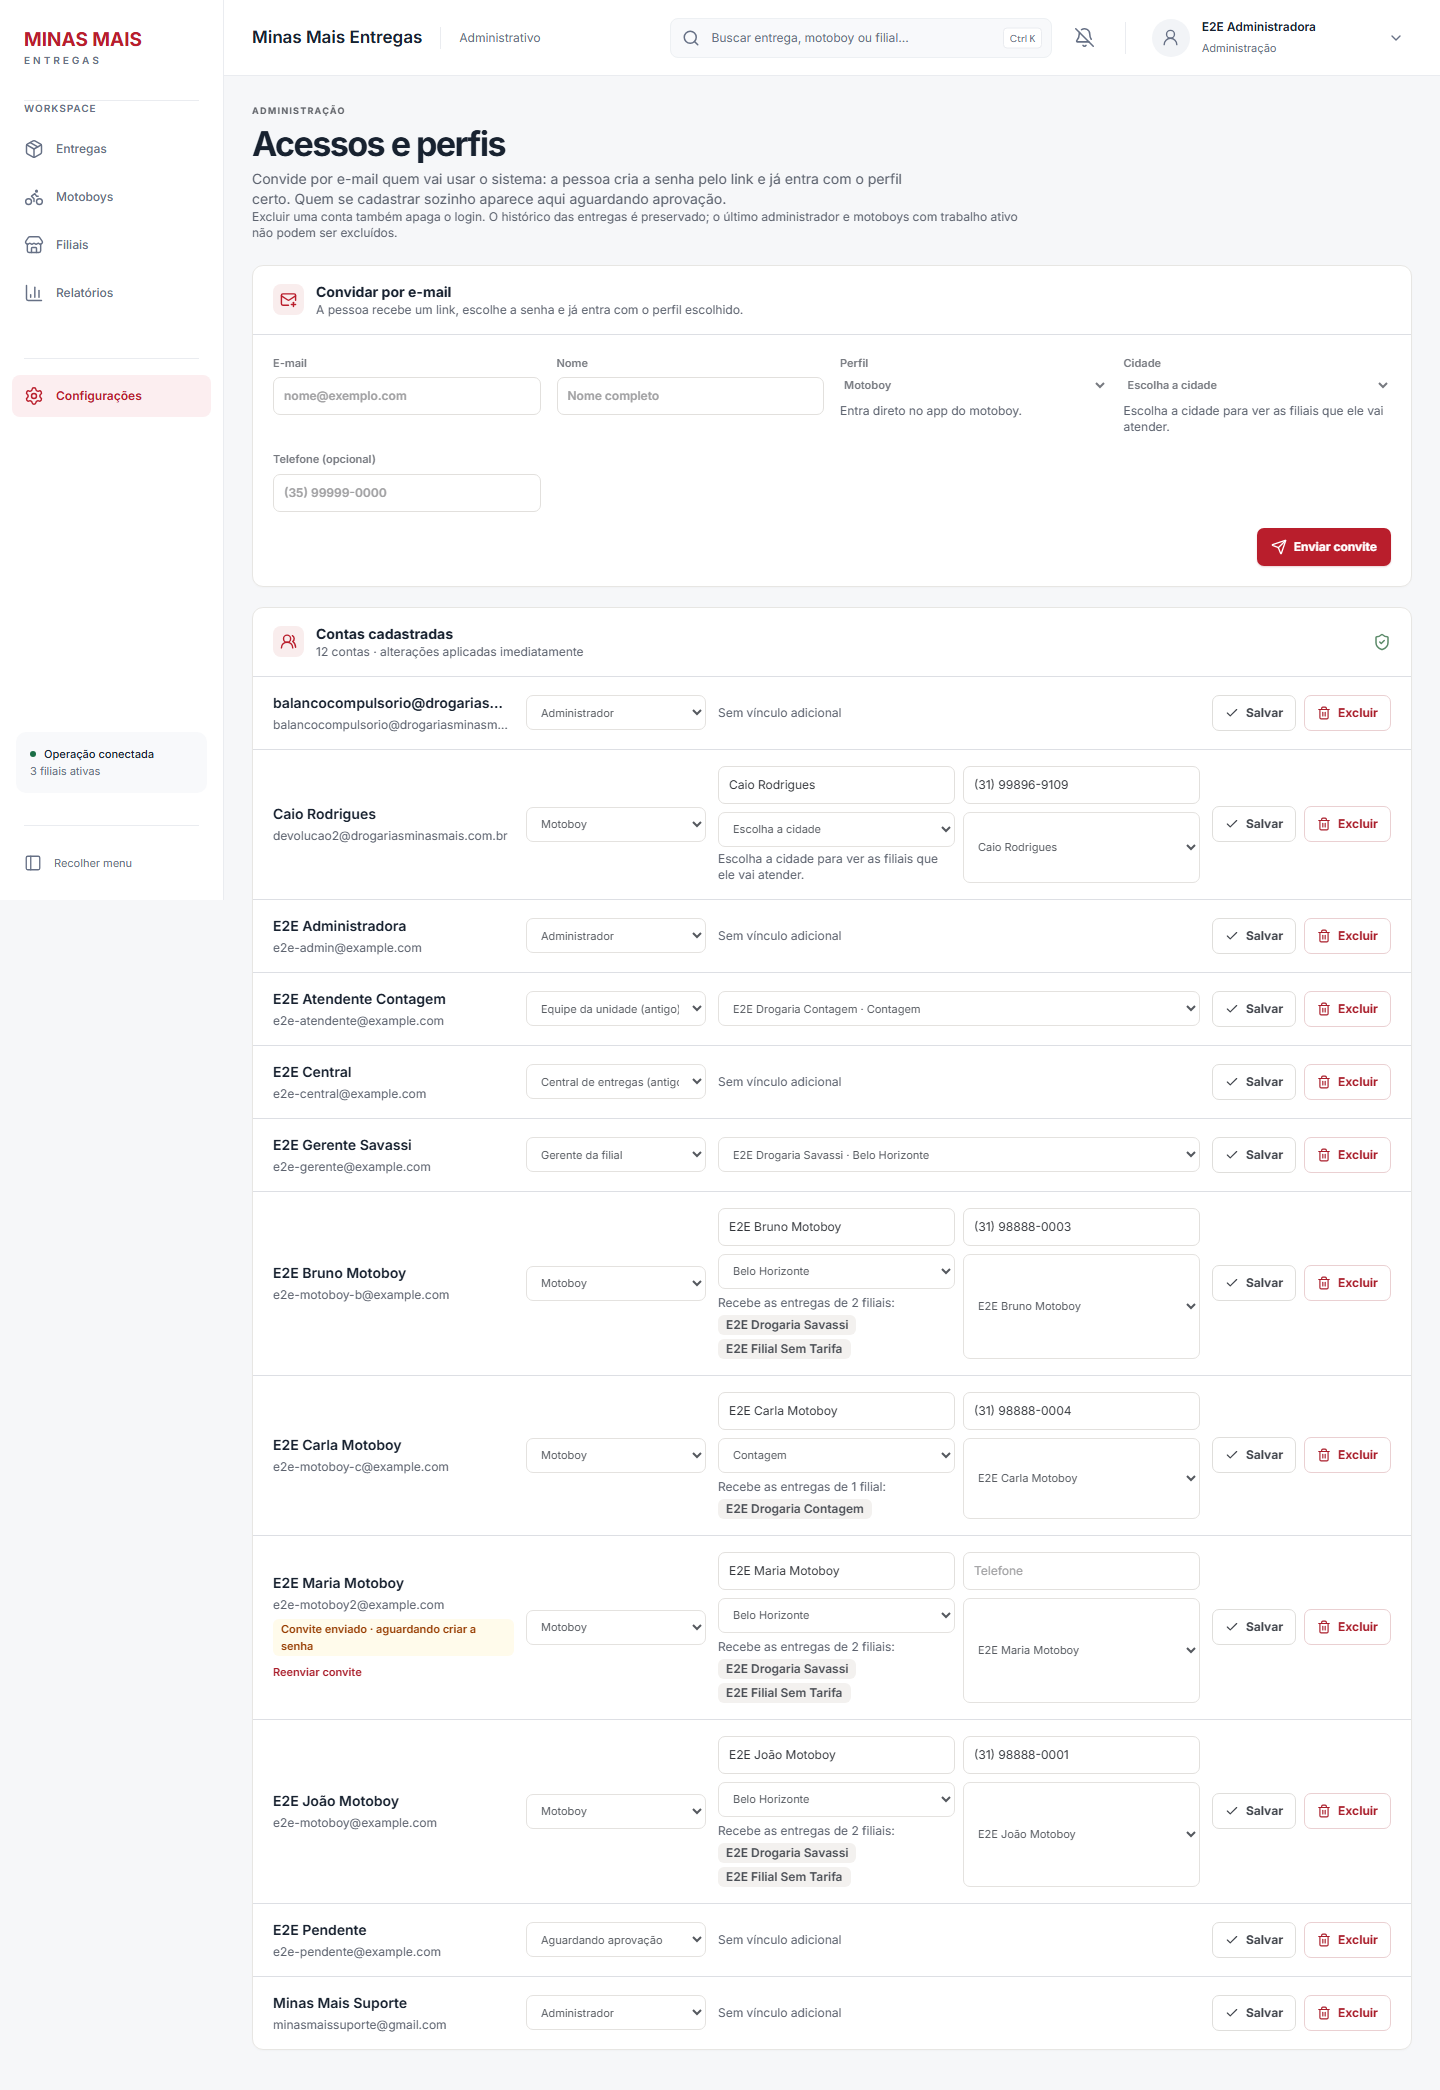 MINAS MAIS
ENTREGAS
WORKSPACE
Entregas
Motoboys
Filiais
Relatórios
Configurações
Operação conectada
3 filiais ativas
Recolher menu
Minas Mais Entregas
Administrativo
Buscar entrega, motoboy ou filial...
Ctrl K
E2E Administradora
Administração
ADMINISTRAÇÃO
Acessos e perfis
Convide por e-mail quem vai usar o sistema: a pessoa cria a senha pelo link e já entra com o perfil
certo. Quem se cadastrar sozinho aparece aqui aguardando aprovação.
Excluir uma conta também apaga o login. O histórico das entregas é preservado; o último administrador e motoboys com trabalho ativo
não podem ser excluídos.
Convidar por e-mail
A pessoa recebe um link, escolhe a senha e já entra com o perfil escolhido.
E-mail
nome@exemplo.com
Nome
Nome completo
Perfil
Motoboy
Entra direto no app do motoboy.
Cidade
Escolha a cidade
Escolha a cidade para ver as filiais que ele vai
atender.
Telefone (opcional)
(35) 99999-0000
Enviar convite
Contas cadastradas
12 contas · alterações aplicadas imediatamente
balancocompulsorio@drogarias...
balancocompulsorio@drogariasminasm...
Administrador
Sem vínculo adicional
Salvar
Excluir
Caio Rodrigues
devolucao2@drogariasminasmais.com.br
Motoboy
Caio Rodrigues
(31) 99896-9109
Escolha a cidade
Escolha a cidade para ver as filiais que
ele vai atender.
Caio Rodrigues
Salvar
Excluir
E2E Administradora
e2e-admin@example.com
Administrador
Sem vínculo adicional
Salvar
Excluir
E2E Atendente Contagem
e2e-atendente@example.com
Equipe da unidade (antigo)
E2E Drogaria Contagem · Contagem
Salvar
Excluir
E2E Central
e2e-central@example.com
Central de entregas (antigo
Sem vínculo adicional
Salvar
Excluir
E2E Gerente Savassi
e2e-gerente@example.com
Gerente da filial
E2E Drogaria Savassi · Belo Horizonte
Salvar
Excluir
E2E Bruno Motoboy
e2e-motoboy-b@example.com
Motoboy
E2E Bruno Motoboy
(31) 98888-0003
Belo Horizonte
Recebe as entregas de 2 filiais:
E2E Drogaria Savassi
E2E Filial Sem Tarifa
E2E Bruno Motoboy
Salvar
Excluir
E2E Carla Motoboy
e2e-motoboy-c@example.com
Motoboy
E2E Carla Motoboy
(31) 98888-0004
Contagem
Recebe as entregas de 1 filial:
E2E Drogaria Contagem
E2E Carla Motoboy
Salvar
Excluir
E2E Maria Motoboy
e2e-motoboy2@example.com
Convite enviado · aguardando criar a
senha
Reenviar convite
Motoboy
E2E Maria Motoboy
Telefone
Belo Horizonte
Recebe as entregas de 2 filiais:
E2E Drogaria Savassi
E2E Filial Sem Tarifa
E2E Maria Motoboy
Salvar
Excluir
E2E João Motoboy
e2e-motoboy@example.com
Motoboy
E2E João Motoboy
(31) 98888-0001
Belo Horizonte
Recebe as entregas de 2 filiais:
E2E Drogaria Savassi
E2E Filial Sem Tarifa
E2E João Motoboy
Salvar
Excluir
E2E Pendente
e2e-pendente@example.com
Aguardando aprovação
Sem vínculo adicional
Salvar
Excluir
Minas Mais Suporte
minasmaissuporte@gmail.com
Administrador
Sem vínculo adicional
Salvar
Excluir